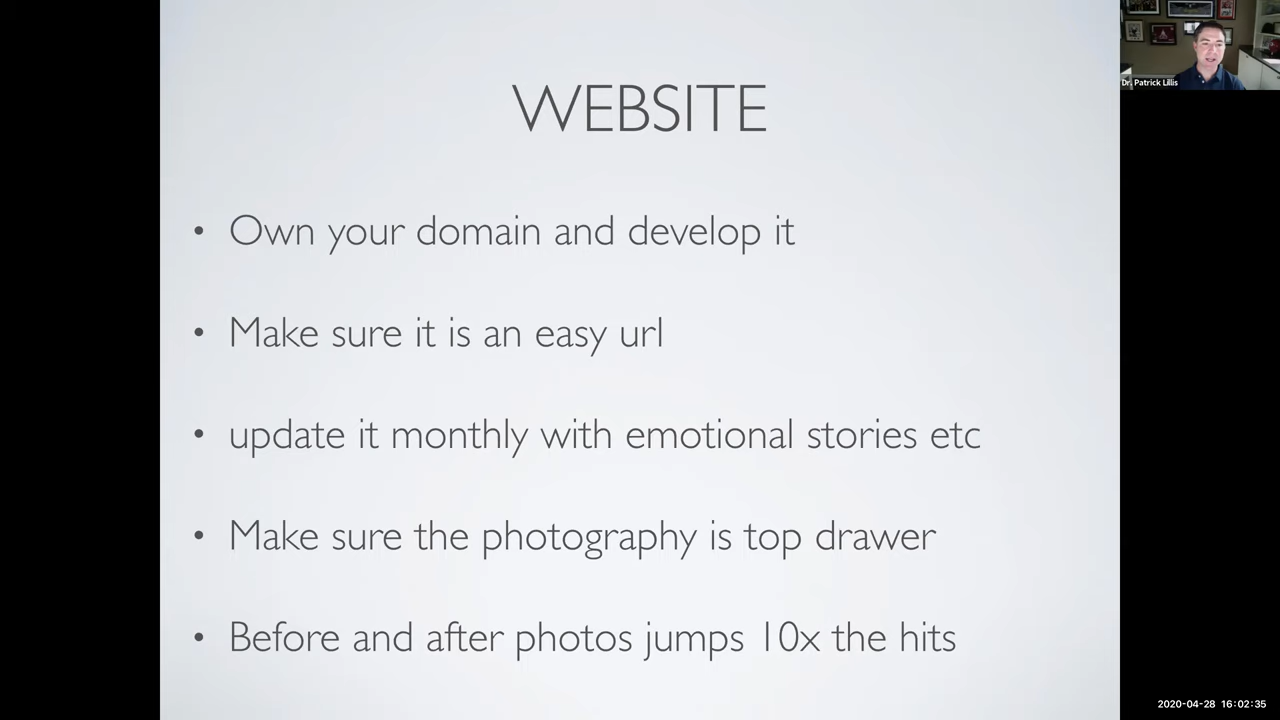 WEBSITE
• Own your domain and develop it
• Make sure it is an easy url
• update it monthly with emotional stories etc
• Make sure the photography is top drawer
• Before and after photos jumps 10x the hits
Dr. Patrick Lillis
2020-04-28 16:02:35